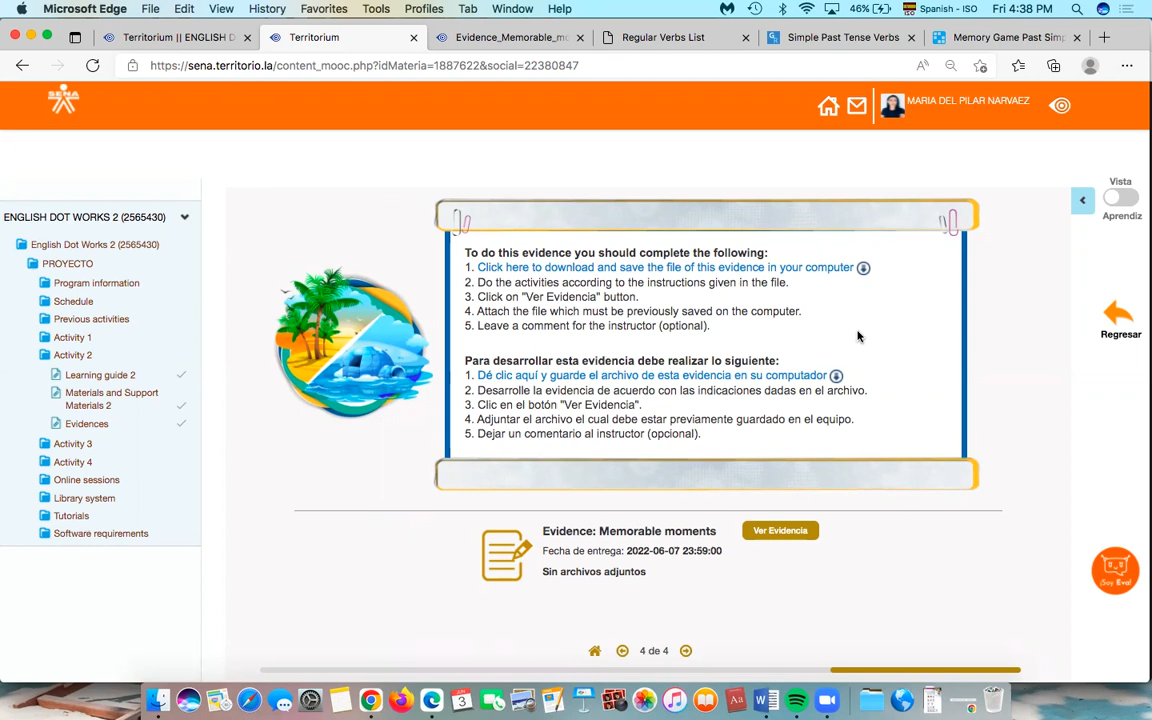 Microsoft Edge File Edit View History Favorites Tools Profiles Tab Window Help 46% Spanish - ISO Fri 4:38 PM
Territorium || ENGLISH D
Territorium
Evidence_Memorable_mo
Regular Verbs List
Simple Past Tense Verbs
Memory Game Past Simp
https://sena.territorio.la/content_mooc.php?idMateria=1887622&social=22380847
SENA
MARIA DEL PILAR NARVAEZ
Vista
Aprendiz
Regresar
ENGLISH DOT WORKS 2 (2565430)
English Dot Works 2 (2565430)
PROYECTO
Program information
Schedule
Previous activities
Activity 1
Activity 2
Learning guide 2
Materials and Support
Materials 2
Evidences
Activity 3
Activity 4
Online sessions
Library system
Tutorials
Software requirements
To do this evidence you should complete the following:
1. Click here to download and save the file of this evidence in your computer
2. Do the activities according to the instructions given in the file.
3. Click on "Ver Evidencia" button.
4. Attach the file which must be previously saved on the computer.
5. Leave a comment for the instructor (optional).
Para desarrollar esta evidencia debe realizar lo siguiente:
1. Dé clic aquí y guarde el archivo de esta evidencia en su computador
2. Desarrolle la evidencia de acuerdo con las indicaciones dadas en el archivo.
3. Clic en el botón "Ver Evidencia".
4. Adjuntar el archivo el cual debe estar previamente guardado en el equipo.
5. Dejar un comentario al instructor (opcional).
Evidence: Memorable moments
Ver Evidencia
Fecha de entrega: 2022-06-07 23:59:00
Sin archivos adjuntos
¡Soy Eva!
4 de 4